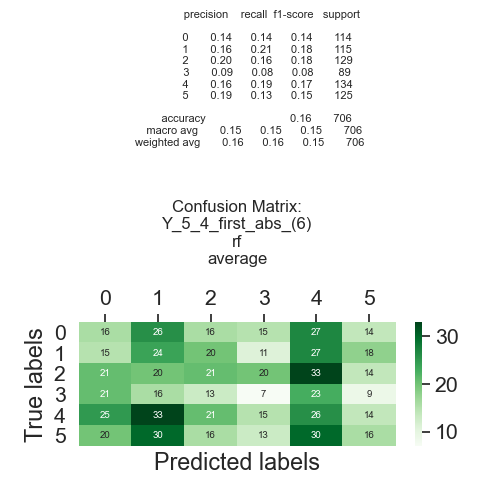 precision recall f1-score support
0 0.14 0.14 0.14 114
1 0.16 0.21 0.18 115
2 0.20 0.16 0.18 129
3 0.09 0.08 0.08 89
4 0.16 0.19 0.17 134
5 0.19 0.13 0.15 125
accuracy 0.16 706
macro avg 0.15 0.15 0.15 706
weighted avg 0.16 0.16 0.15 706
Confusion Matrix:
Y_5_4_first_abs_(6)
rf
average
0 1 2 3 4 5
0 16 26 16 15 27 14
1 15 24 20 11 27 18
2 21 20 21 20 33 14
3 21 16 13 7 23 9
4 25 33 21 15 26 14
5 20 30 16 13 30 16
True labels
Predicted labels
30
20
10